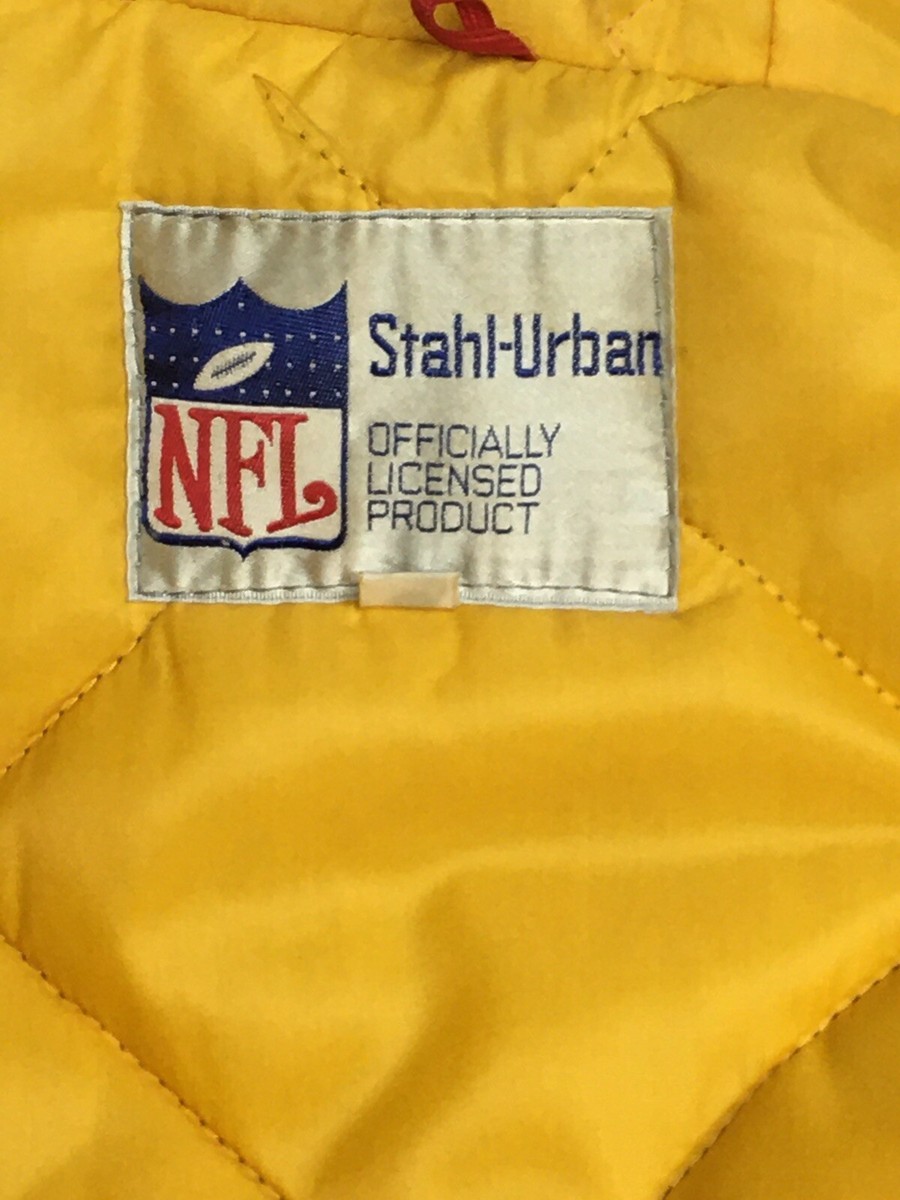 NFL
Stahl-Urban
OFFICIALLY
LICENSED
PRODUCT